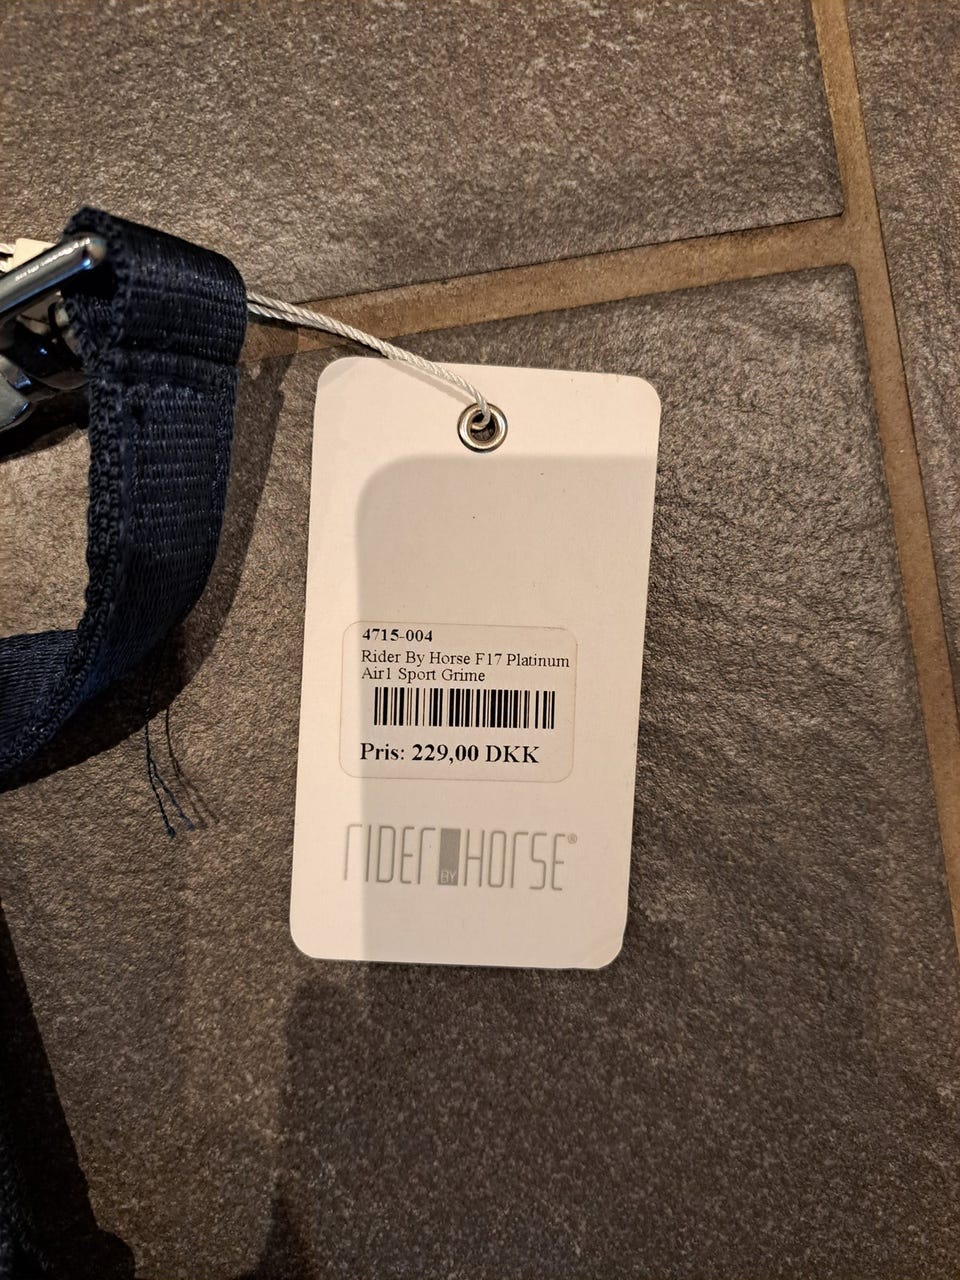 4715-004
Rider By Horse F17 Platinum
Air1 Sport Grime
Pris: 229,00 DKK
rider BY Horse®